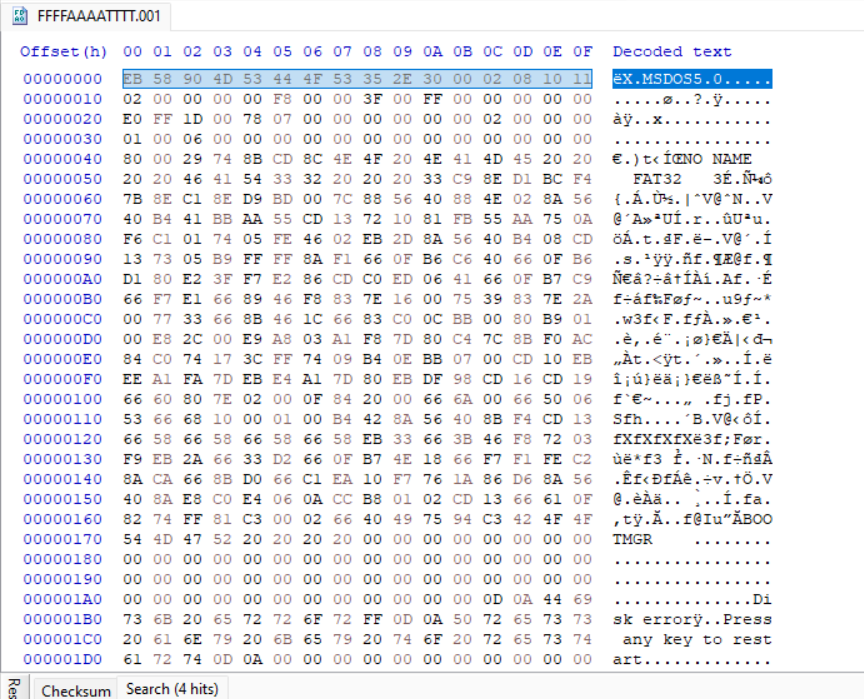 FFFFAAAATTTT.001
Offset(h) 00 01 02 03 04 05 06 07 08 09 0A 0B 0C 0D 0E 0F Decoded text
00000000 EB 58 90 4D 53 44 4F 53 35 2E 30 00 02 08 10 11 ëX.MSDOS5.0.....
00000010 02 00 00 00 00 F8 00 00 3F 00 FF 00 00 00 00 00 .....ø..?.ÿ.....
00000020 E0 FF 1D 00 78 07 00 00 00 00 00 00 02 00 00 00 àÿ..x...........
00000030 01 00 06 00 00 00 00 00 00 00 00 00 00 00 00 00 ................
00000040 80 00 29 74 8B CD 8C 4E 4F 20 4E 41 4D 45 20 20 €.)t‹ÍŒNO NAME
00000050 20 20 46 41 54 33 32 20 20 20 33 C9 8E D1 BC F4 FAT32   3É.Ѽô
00000060 7B 8E C1 8E D9 BD 00 7C 88 56 40 88 4E 02 8A 56 {.Á.Ù½.|ˆV@ˆN..V
00000070 40 B4 41 BB AA 55 CD 13 72 10 81 FB 55 AA 75 0A @´A»ªUÍ.r..ûUªu.
00000080 F6 C1 01 74 05 FE 46 02 EB 2D 8A 56 40 B4 08 CD öÁ.t.þF.ë-.V@´.Í
00000090 13 73 05 B9 FF FF 8A F1 66 0F B6 C6 40 66 0F B6 .s.¹ÿÿ.ñf.¶Æ@f.¶
000000A0 D1 80 E2 3F F7 E2 86 CD C0 ED 06 41 66 0F B7 C9 Ñ€â?÷â†ÍÀí.Af.·É
000000B0 66 F7 E1 66 89 46 F8 83 7E 16 00 75 39 83 7E 2A f÷áf‰Føƒ~..u9ƒ~*
000000C0 00 77 33 66 8B 46 1C 66 83 C0 0C BB 00 80 B9 01 .w3f‹F.fƒÀ.».€¹.
000000D0 00 E8 2C 00 E9 A8 03 A1 F8 7D 80 C4 7C 8B F0 AC .è,.é¨.¡ø}€Ä|‹ð¬
000000E0 84 C0 74 17 3C FF 74 09 B4 0E BB 07 00 CD 10 EB „Àt.<ÿt.´.»..Í.ë
000000F0 EE A1 FA 7D EB E4 A1 7D 80 EB DF 98 CD 16 CD 19 î¡ú}ëä¡}€ëß˜Í.Í.
00000100 66 60 80 7E 02 00 0F 84 20 00 66 6A 00 66 50 06 f`€~...„ .fj.fP.
00000110 53 66 68 10 00 01 00 B4 42 8A 56 40 8B F4 CD 13 Sfh....´B.V@‹ôÍ.
00000120 66 58 66 58 66 58 66 58 EB 33 66 3B 46 F8 72 03 fXfXfXfXë3f;Før.
00000130 F9 EB 2A 66 33 D2 66 0F B7 4E 18 66 F7 F1 FE C2 ùë*f3Òf.·N.f÷ñþÂ
00000140 8A CA 66 8B D0 66 C1 EA 10 F7 76 1A 86 D6 8A 56 .Êf‹ÐfÁê.÷v.†Ö.V
00000150 40 8A E8 C0 E4 06 0A CC B8 01 02 CD 13 66 61 0F @.èÀä..̸..Í.fa.
00000160 82 74 FF 81 C3 00 02 66 40 49 75 94 C3 42 4F 4F ‚tÿ.Ã..f@Iu”ÃBOO
00000170 54 4D 47 52 20 20 20 20 00 00 00 00 00 00 00 00 TMGR    ........
00000180 00 00 00 00 00 00 00 00 00 00 00 00 00 00 00 00 ................
00000190 00 00 00 00 00 00 00 00 00 00 00 00 00 00 00 00 ................
000001A0 00 00 00 00 00 00 00 00 00 00 00 00 0D 0A 44 69 ..............Di
000001B0 73 6B 20 65 72 72 6F 72 FF 0D 0A 50 72 65 73 73 sk errorÿ..Press
000001C0 20 61 6E 79 20 6B 65 79 20 74 6F 20 72 65 73 74 any key to rest
000001D0 61 72 74 0D 0A 00 00 00 00 00 00 00 00 00 00 00 art.............
Res
Checksum Search (4 hits)